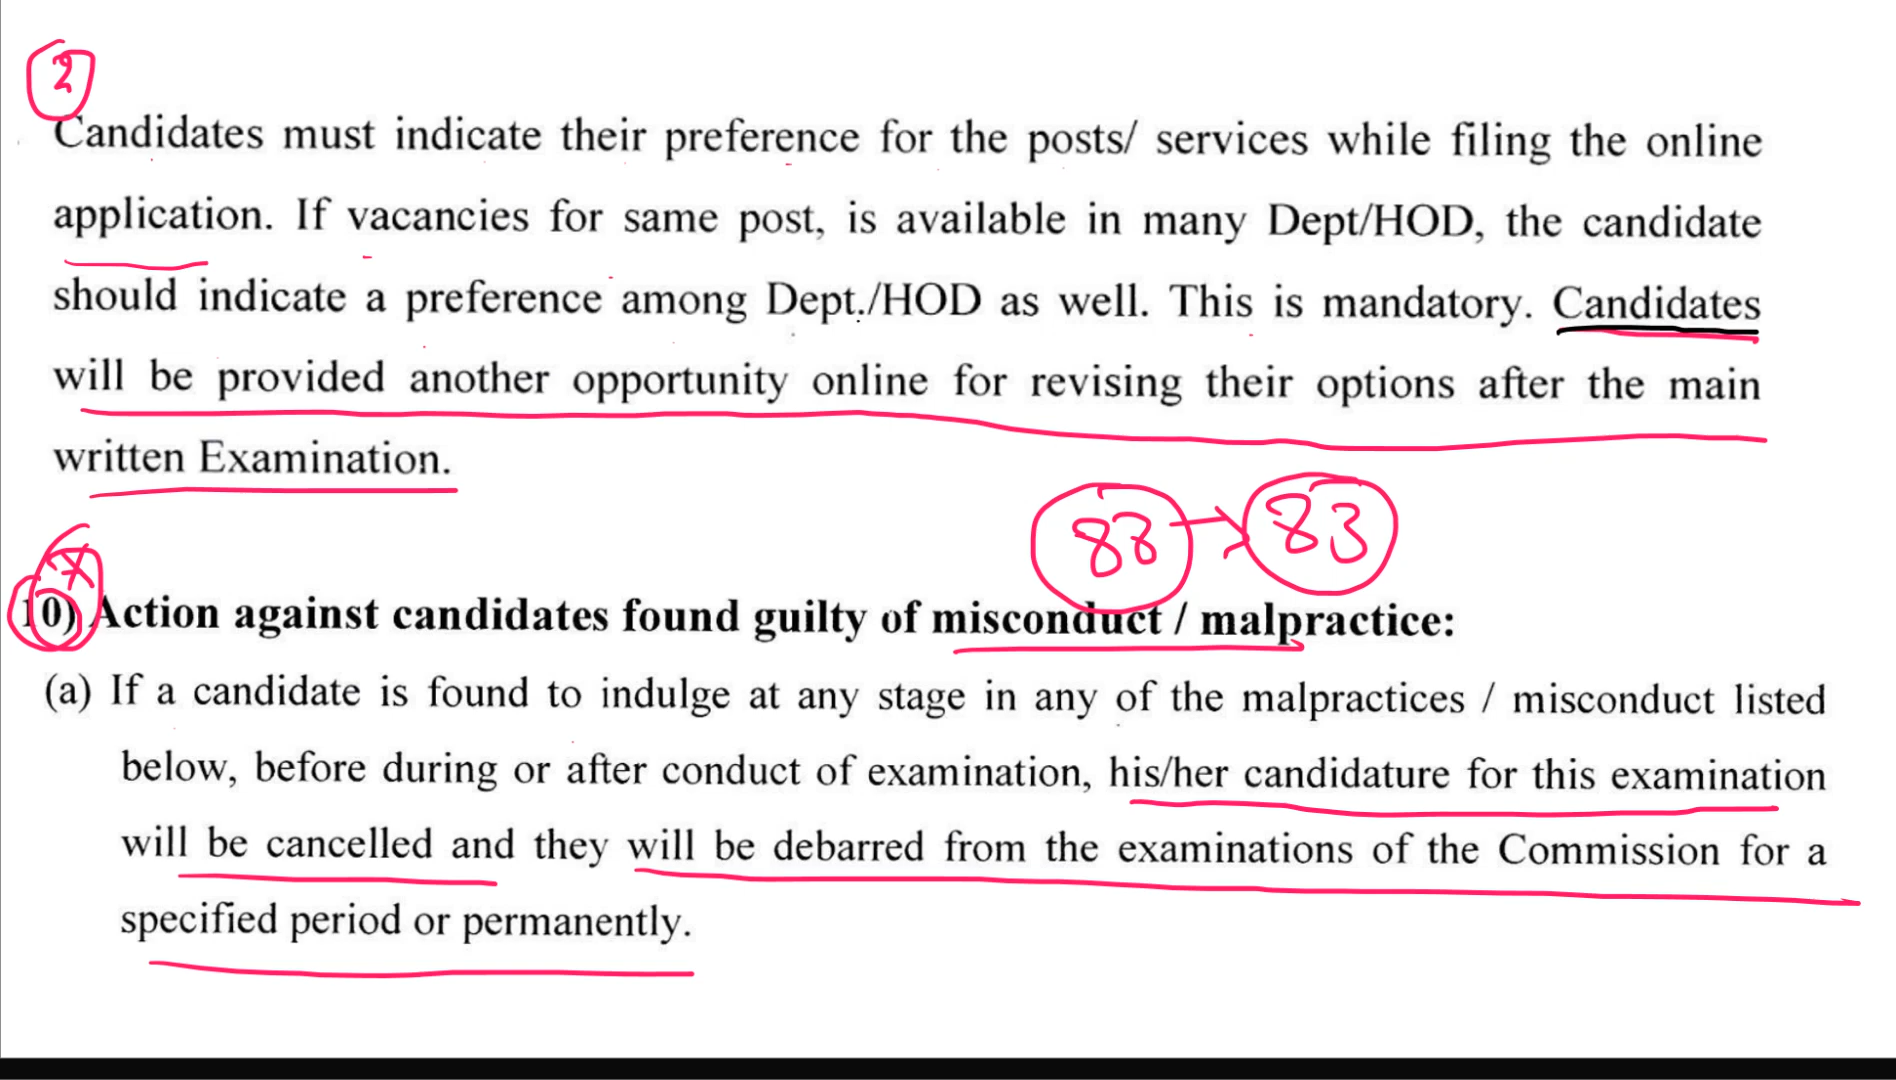 2
Candidates must indicate their preference for the posts/ services while filing the online
application. If vacancies for same post, is available in many Dept/HOD, the candidate
should indicate a preference among Dept./HOD as well. This is mandatory. Candidates
will be provided another opportunity online for revising their options after the main
written Examination.
88 → 83
10) Action against candidates found guilty of misconduct / malpractice:
(a) If a candidate is found to indulge at any stage in any of the malpractices / misconduct listed
below, before during or after conduct of examination, his/her candidature for this examination
will be cancelled and they will be debarred from the examinations of the Commission for a
specified period or permanently.